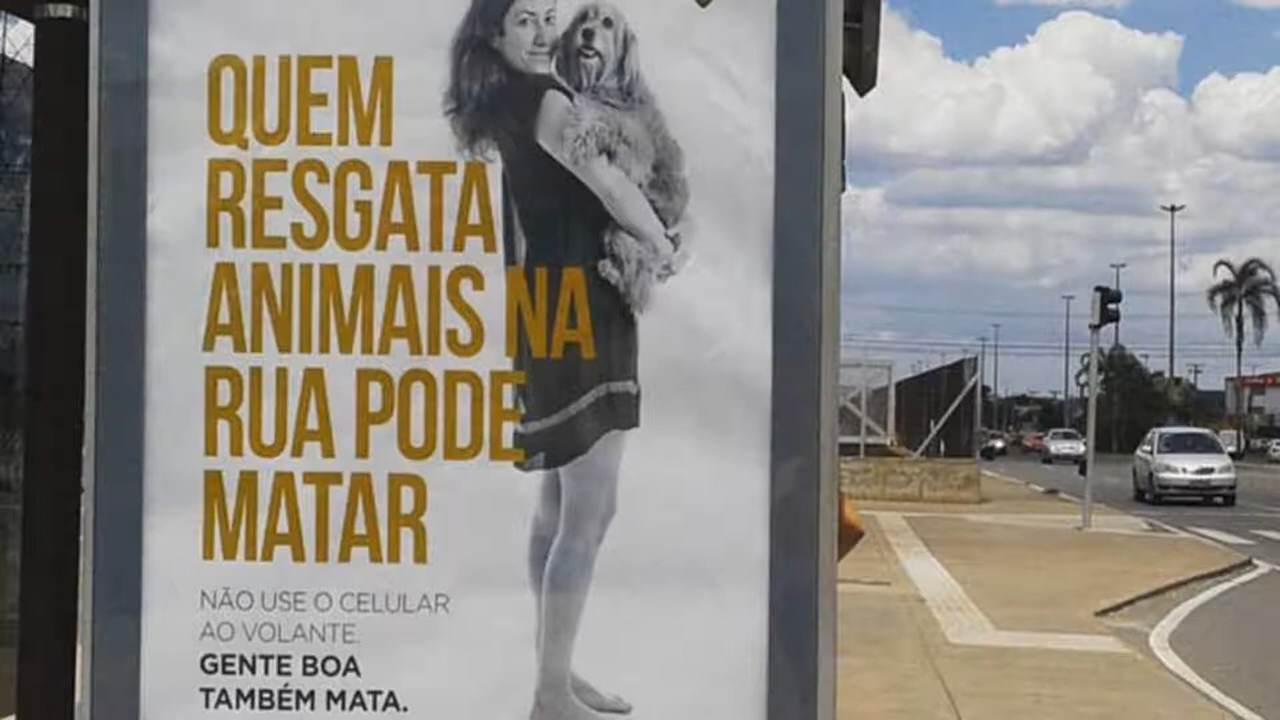 QUEM
RESGATA
ANIMAIS NA
RUA PODE
MATAR
NÃO USE O CELULAR
AO VOLANTE.
GENTE BOA
TAMBÉM MATA.